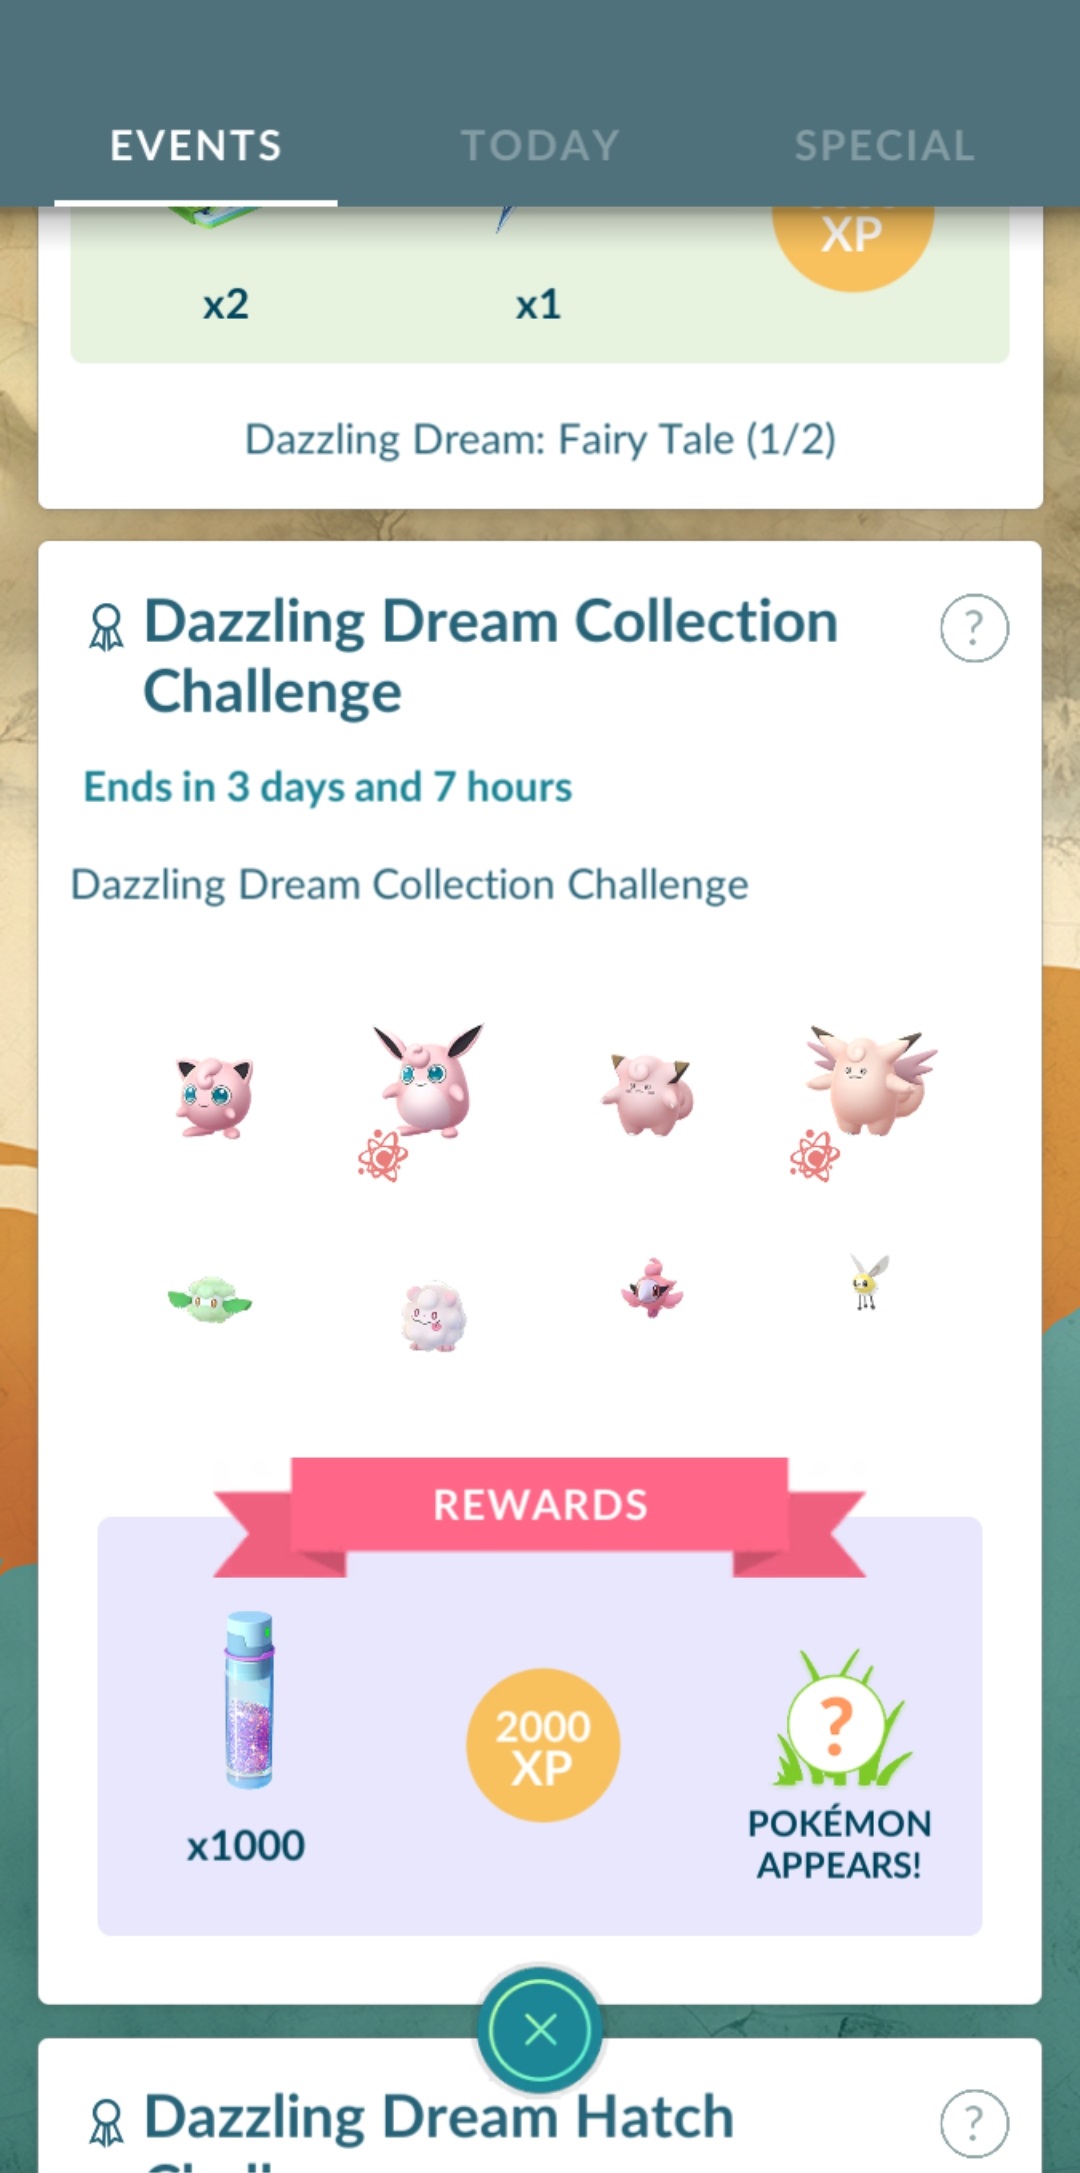 EVENTS TODAY SPECIAL
XP
x2 x1
Dazzling Dream: Fairy Tale (1/2)
Dazzling Dream Collection
Challenge
?
Ends in 3 days and 7 hours
Dazzling Dream Collection Challenge
REWARDS
x1000
2000
XP
?
POKÉMON
APPEARS!
Dazzling Dream Hatch
?